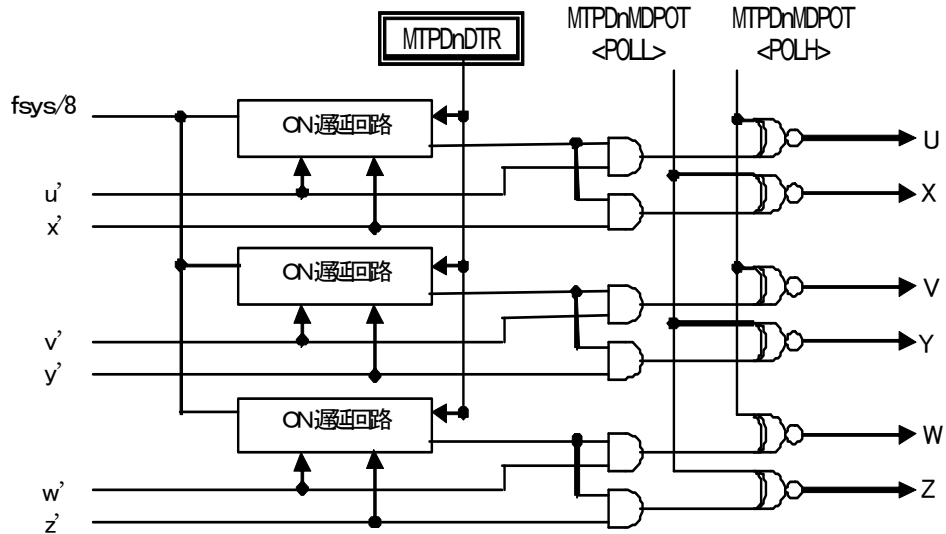 MTPDnDTR
MTPDnMDPOT
<POLL>
MTPDnMDPOT
<POLH>
fsys/8
ON遅延回路
U
u'
X
x'
ON遅延回路
V
v'
Y
y'
ON遅延回路
W
w'
Z
z'